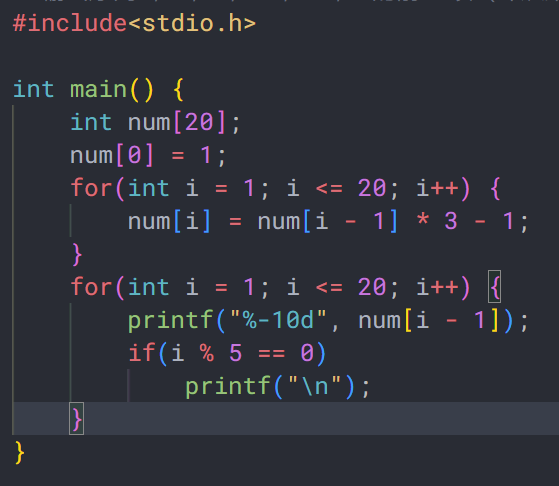 #include<stdio.h>
int main() {
    int num[20];
    num[0] = 1;
    for(int i = 1; i <= 20; i++) {
        num[i] = num[i - 1] * 3 - 1;
    }
    for(int i = 1; i <= 20; i++) {
        printf("%-10d", num[i - 1]);
        if(i % 5 == 0)
            printf("\n");
    }
}